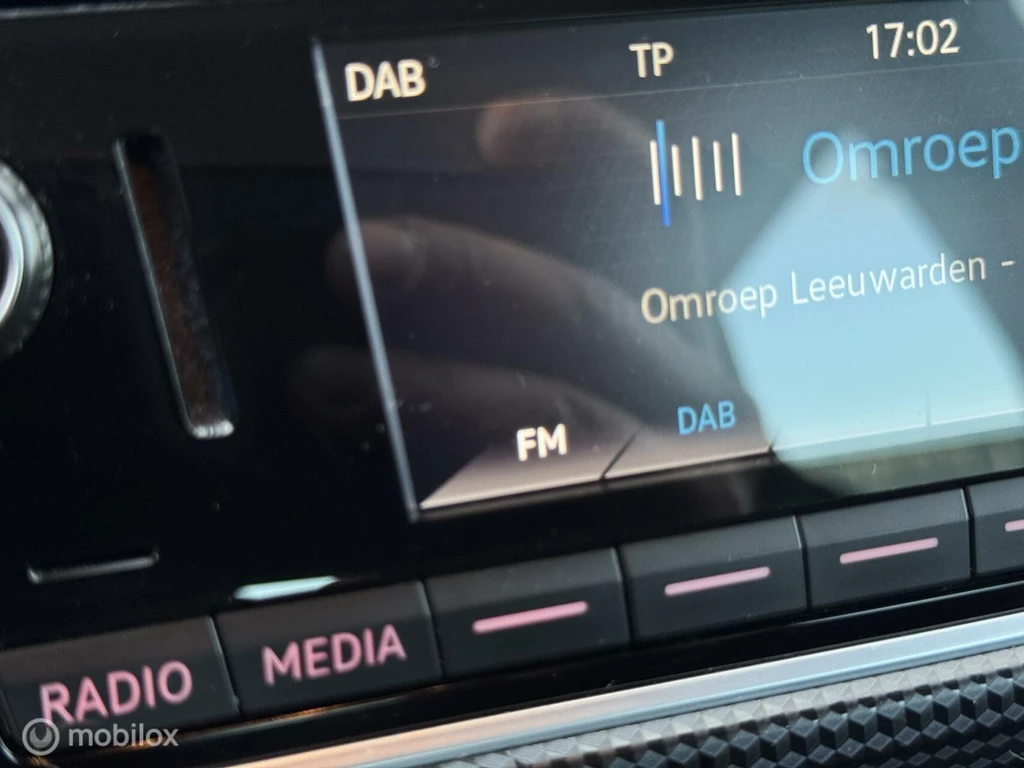 DAB TP 17:02
Omroep
Omroep Leeuwarden -
FM DAB
RADIO MEDIA
mobilox